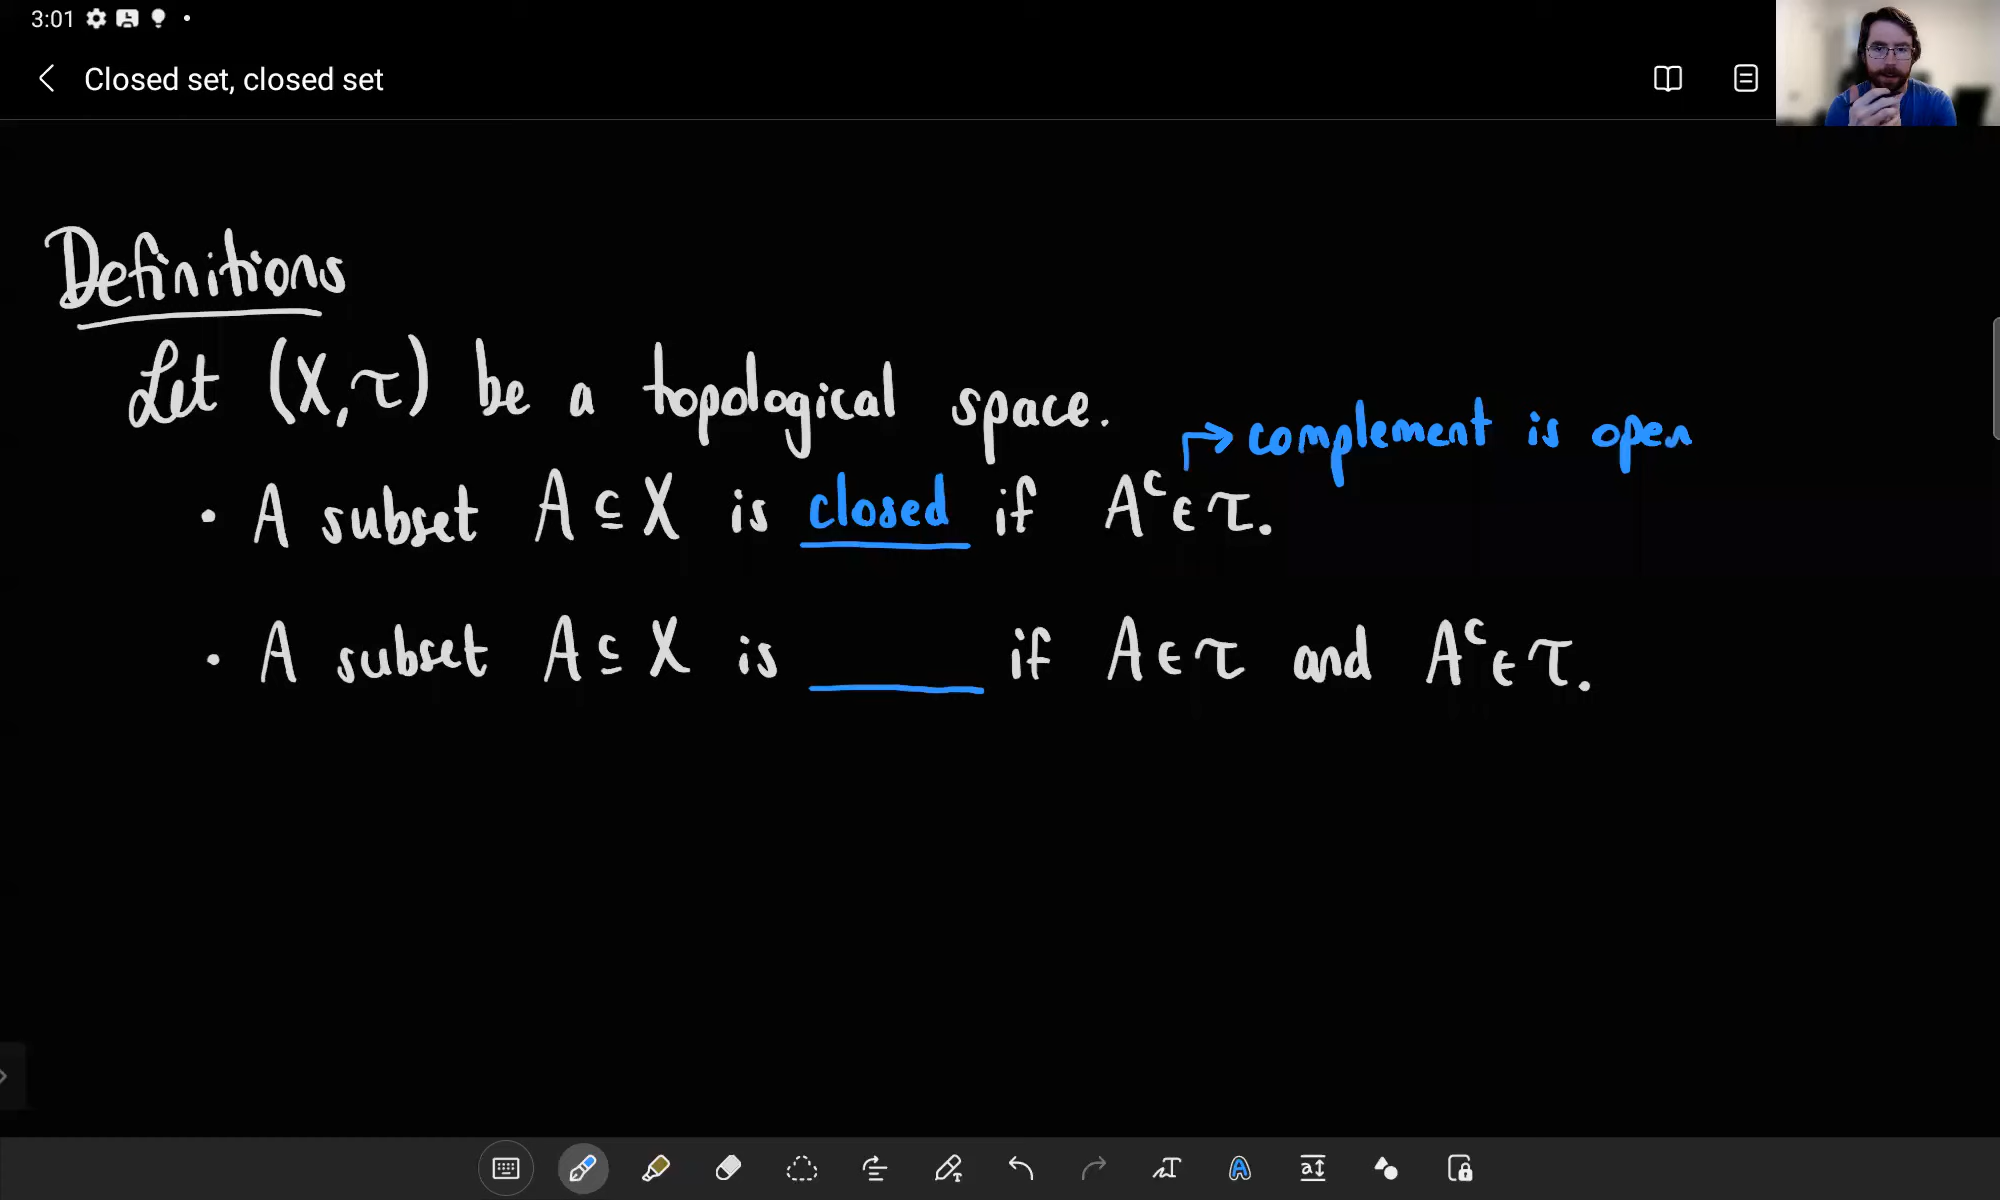 3:01
Closed set, closed set
Definitions
Let (X,τ) be a topological space.
↱ complement is open
• A subset A ⊆ X is closed if Aᶜ ∈ τ.
• A subset A ⊆ X is ______ if A ∈ τ and Aᶜ ∈ τ.